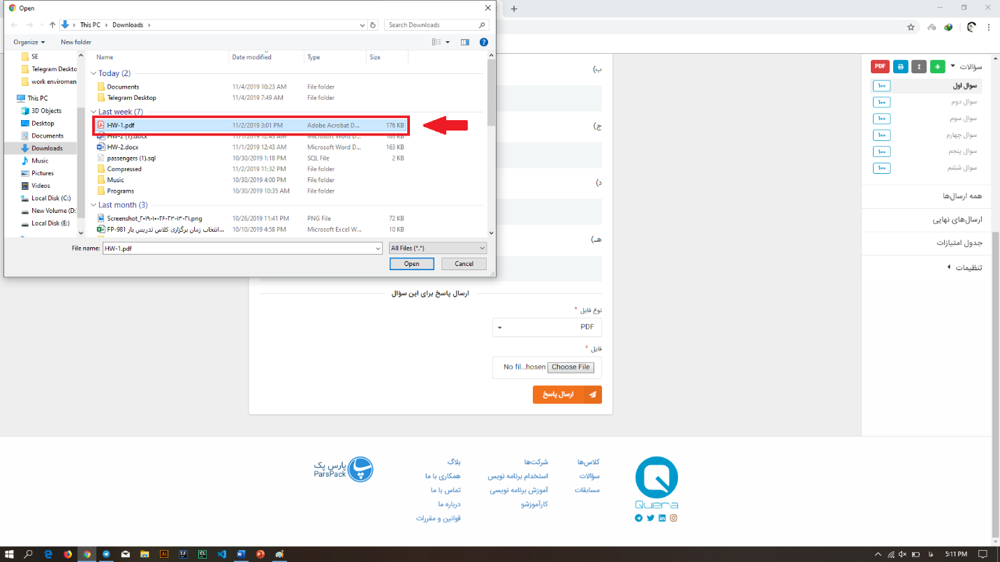 Open
This PC
Downloads
Search Downloads
Organize
New folder
SE
Telegram Deskto
work enviromen
This PC
3D Objects
Desktop
Documents
Downloads
Music
Pictures
Videos
Local Disk (C:)
New Volume (D:
Local Disk (E:)
Name Date modified Type Size
Today (2)
Documents 11/4/2019 10:23 AM File folder
Telegram Desktop 11/4/2019 7:49 AM File folder
Last week (7)
HW-1.pdf 11/2/2019 3:01 PM Adobe Acrobat D... 176 KB
HW-2 (1).docx 11/1/2019 12:43 AM Microsoft Word D... 163 KB
HW-2.docx 11/1/2019 12:43 AM Microsoft Word D... 163 KB
passengers (1).sql 10/30/2019 1:18 PM SQL File 2 KB
Compressed 11/2/2019 11:32 PM File folder
Music 10/30/2019 4:00 PM File folder
Programs 10/30/2019 10:35 AM File folder
Last month (3)
Screenshot_۲۰۱۹-۱۰-۲۶-۲۳-۱۳-۲۱.png 10/26/2019 11:41 PM PNG File 72 KB
انتخاب زمان برگزاری کلاس تدریس یار FP-981... 10/10/2019 4:58 PM Microsoft Excel W... 10 KB
File name: HW-1.pdf
All Files (*.*)
Open
Cancel
ب)
ج)
د)
هـ)
ارسال پاسخ برای این سؤال
نوع فایل *
PDF
فایل *
Choose File No fil...hosen
ارسال پاسخ
سؤالات
PDF
سوال اول ۱۰۰
سوال دوم ۱۰۰
سوال سوم ۱۰۰
سوال چهارم ۱۰۰
سوال پنجم ۱۰۰
سوال ششم ۱۰۰
همه ارسال‌ها
ارسال‌های نهایی
جدول امتیازات
تنظیمات
Quera
کلاس‌ها
سؤالات
مسابقات
شرکت‌ها
استخدام برنامه نویس
آموزش برنامه نویسی
کارآموزشو
بلاگ
همکاری با ما
تماس با ما
درباره ما
قوانین و مقررات
پارس پک
ParsPack
فا
5:11 PM